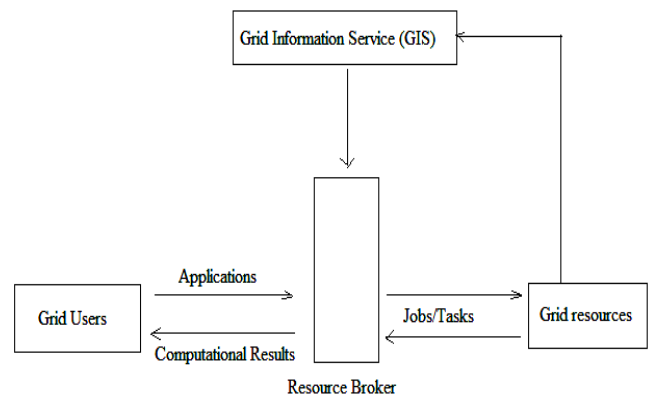 Grid Information Service (GIS)
Applications
Grid Users
Jobs/Tasks
Grid resources
Computational Results
Resource Broker